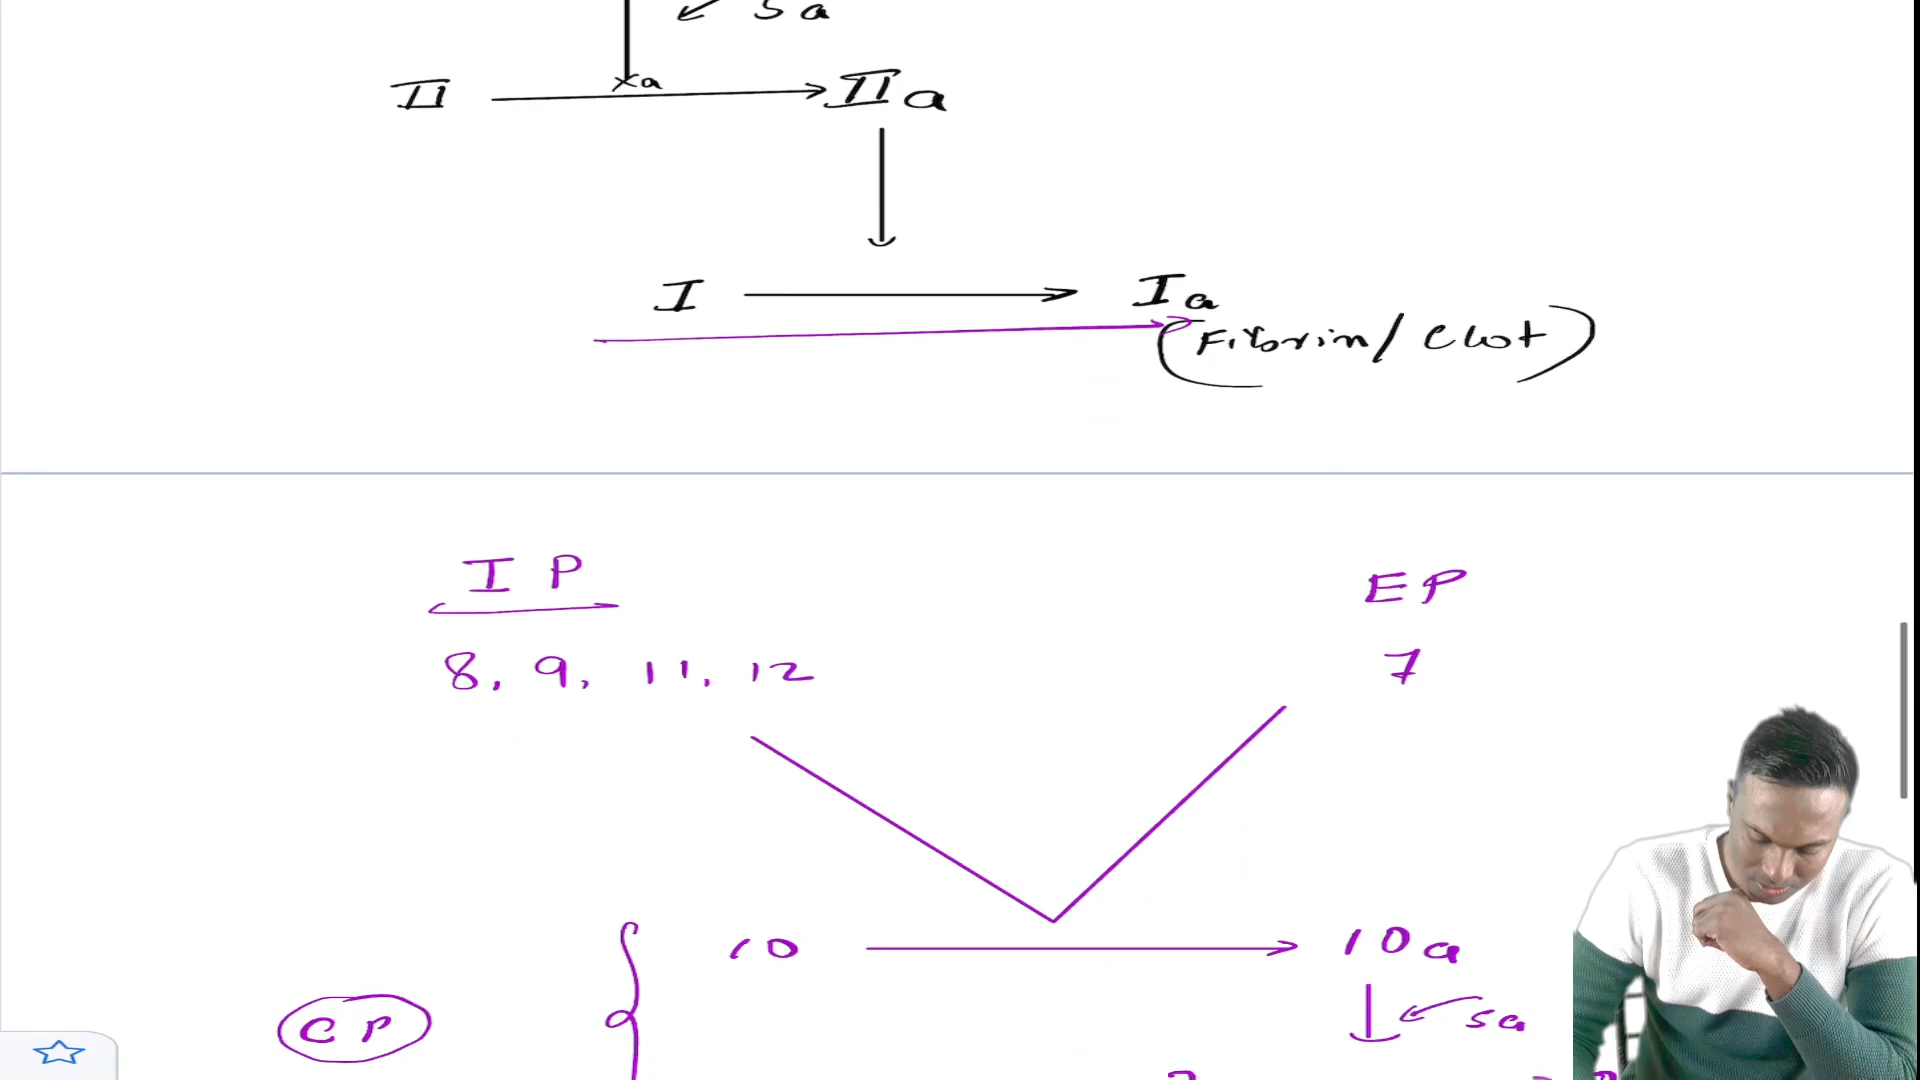 5a
Xa
II → IIa
I → Ia
(Fibrin/Clot)
IP EP
8, 9, 11, 12 7
10 → 10a
CP 5a